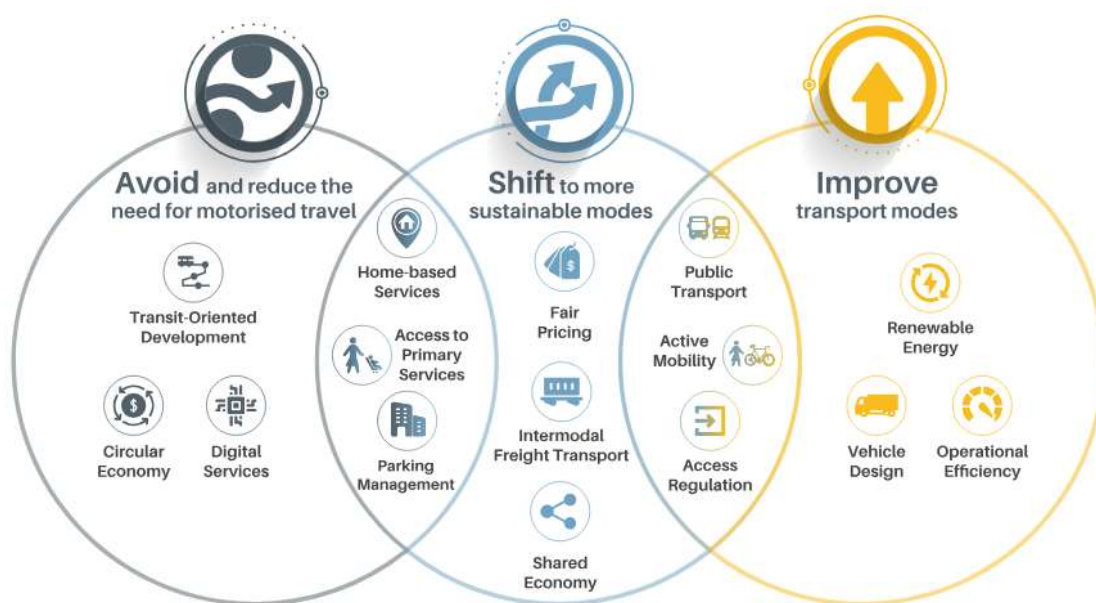 Avoid and reduce the
need for motorised travel
Shift to more
sustainable modes
Improve
transport modes
Transit-Oriented
Development
Circular
Economy
Digital
Services
Home-based
Services
Access to
Primary
Services
Parking
Management
Fair
Pricing
Intermodal
Freight Transport
Shared
Economy
Public
Transport
Active
Mobility
Access
Regulation
Renewable
Energy
Vehicle
Design
Operational
Efficiency